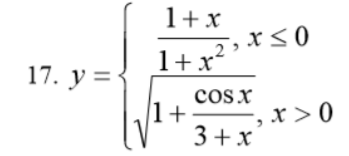 17. y = { (1 + x)/(1 + x²), x ≤ 0
√(1 + (cos x)/(3 + x)), x > 0